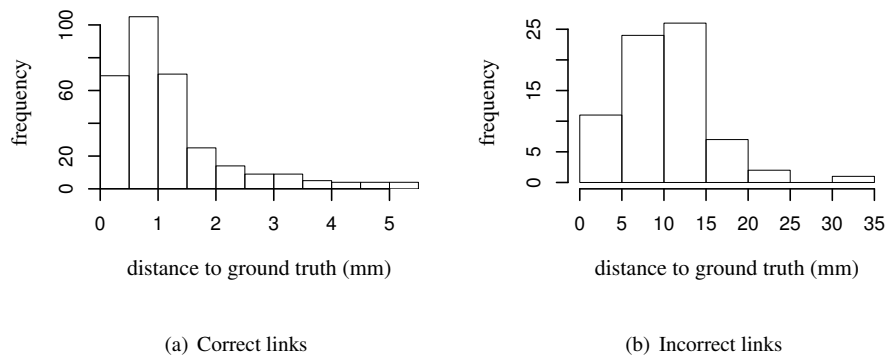 frequency
0 20 60 100
0 1 2 3 4 5
distance to ground truth (mm)
(a) Correct links
frequency
0 5 15 25
0 5 10 15 20 25 30 35
distance to ground truth (mm)
(b) Incorrect links